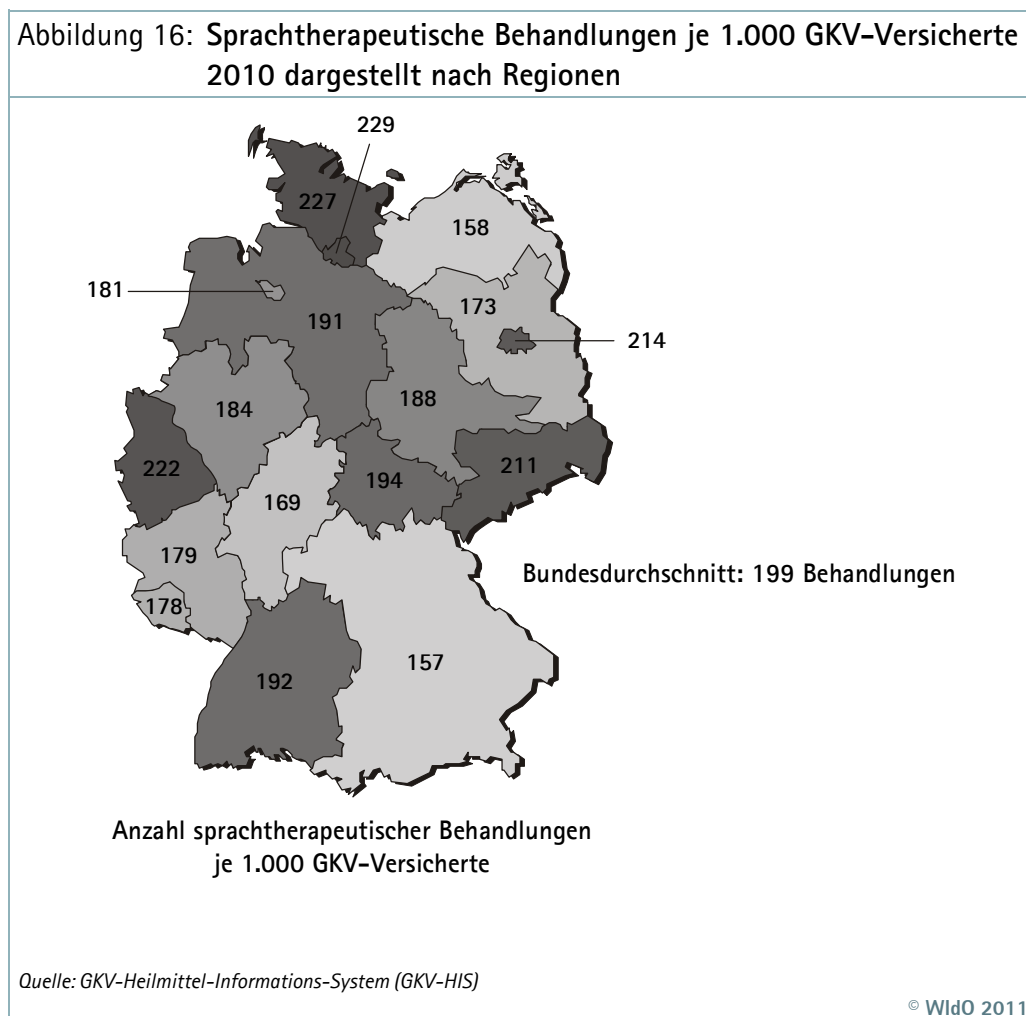 Abbildung 16: Sprachtherapeutische Behandlungen je 1.000 GKV-Versicherte
2010 dargestellt nach Regionen
229
227
158
181
173
191
214
184
188
222
211
194
169
179
Bundesdurchschnitt: 199 Behandlungen
178
157
192
Anzahl sprachtherapeutischer Behandlungen
je 1.000 GKV-Versicherte
Quelle: GKV-Heilmittel-Informations-System (GKV-HIS)
© WIdO 2011